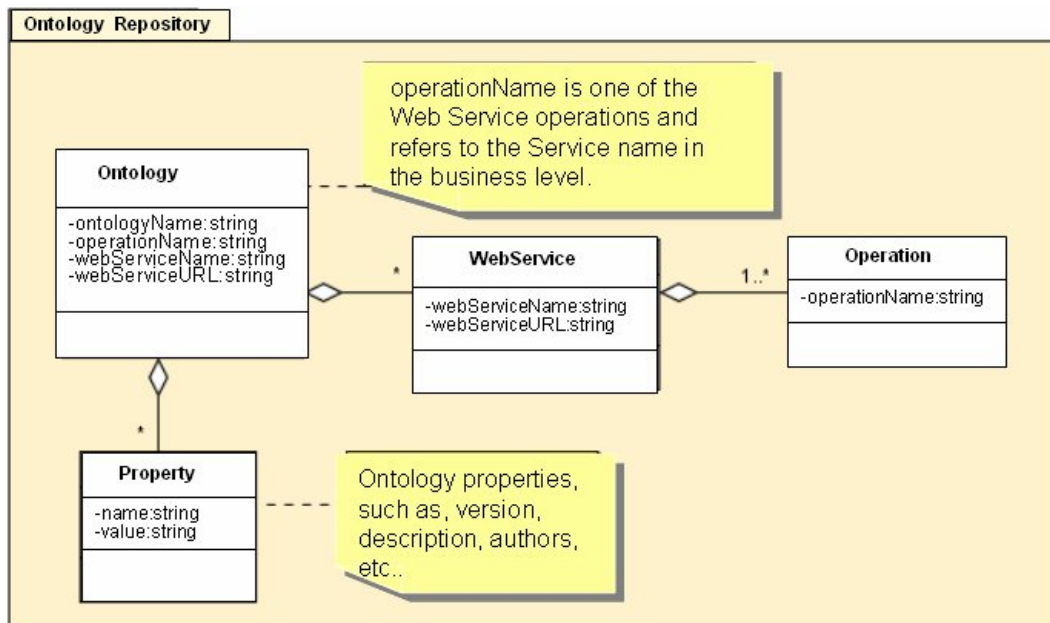 Ontology Repository
operationName is one of the
Web Service operations and
refers to the Service name in
the business level.
Ontology
-ontologyName:string
-operationName:string
-webServiceName:string
-webServiceURL:string
*
WebService
-webServiceName:string
-webServiceURL:string
1..*
Operation
-operationName:string
*
Property
-name:string
-value:string
Ontology properties,
such as, version,
description, authors,
etc..